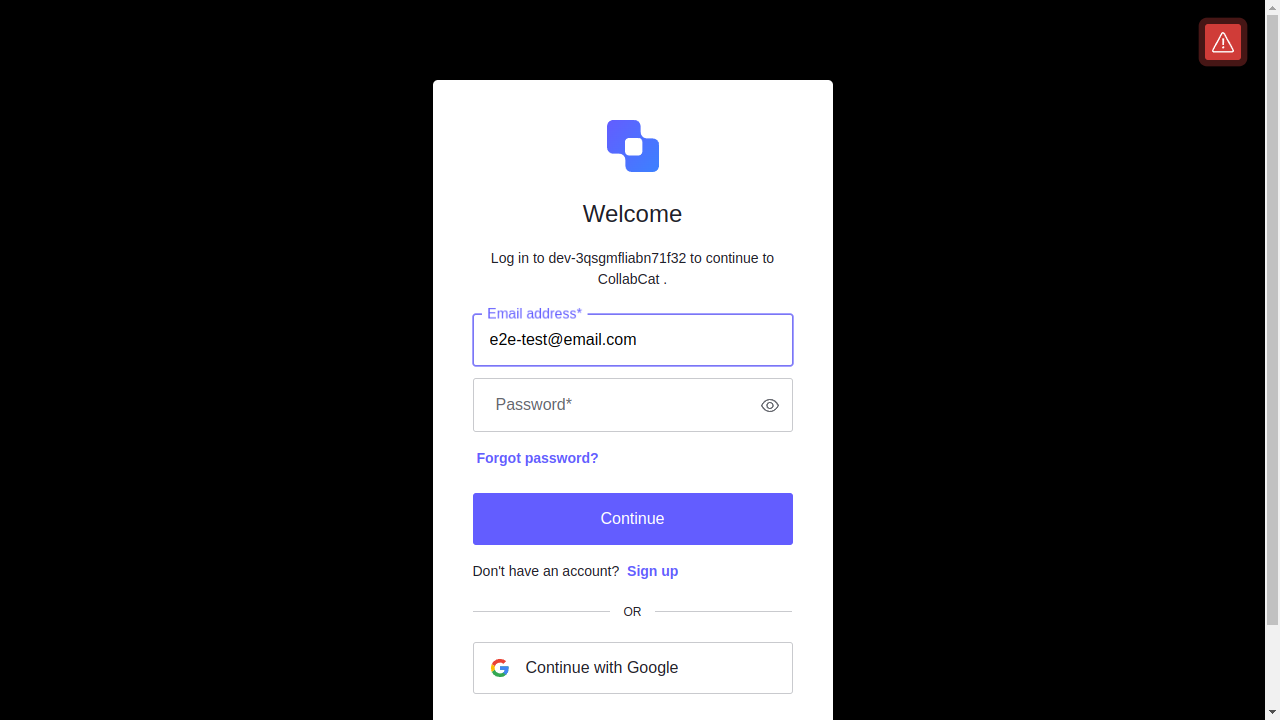 Welcome
Log in to dev-3qsgmfliabn71f32 to continue to
CollabCat .
Email address*
e2e-test@email.com
Password*
Forgot password?
Continue
Don't have an account? Sign up
OR
Continue with Google